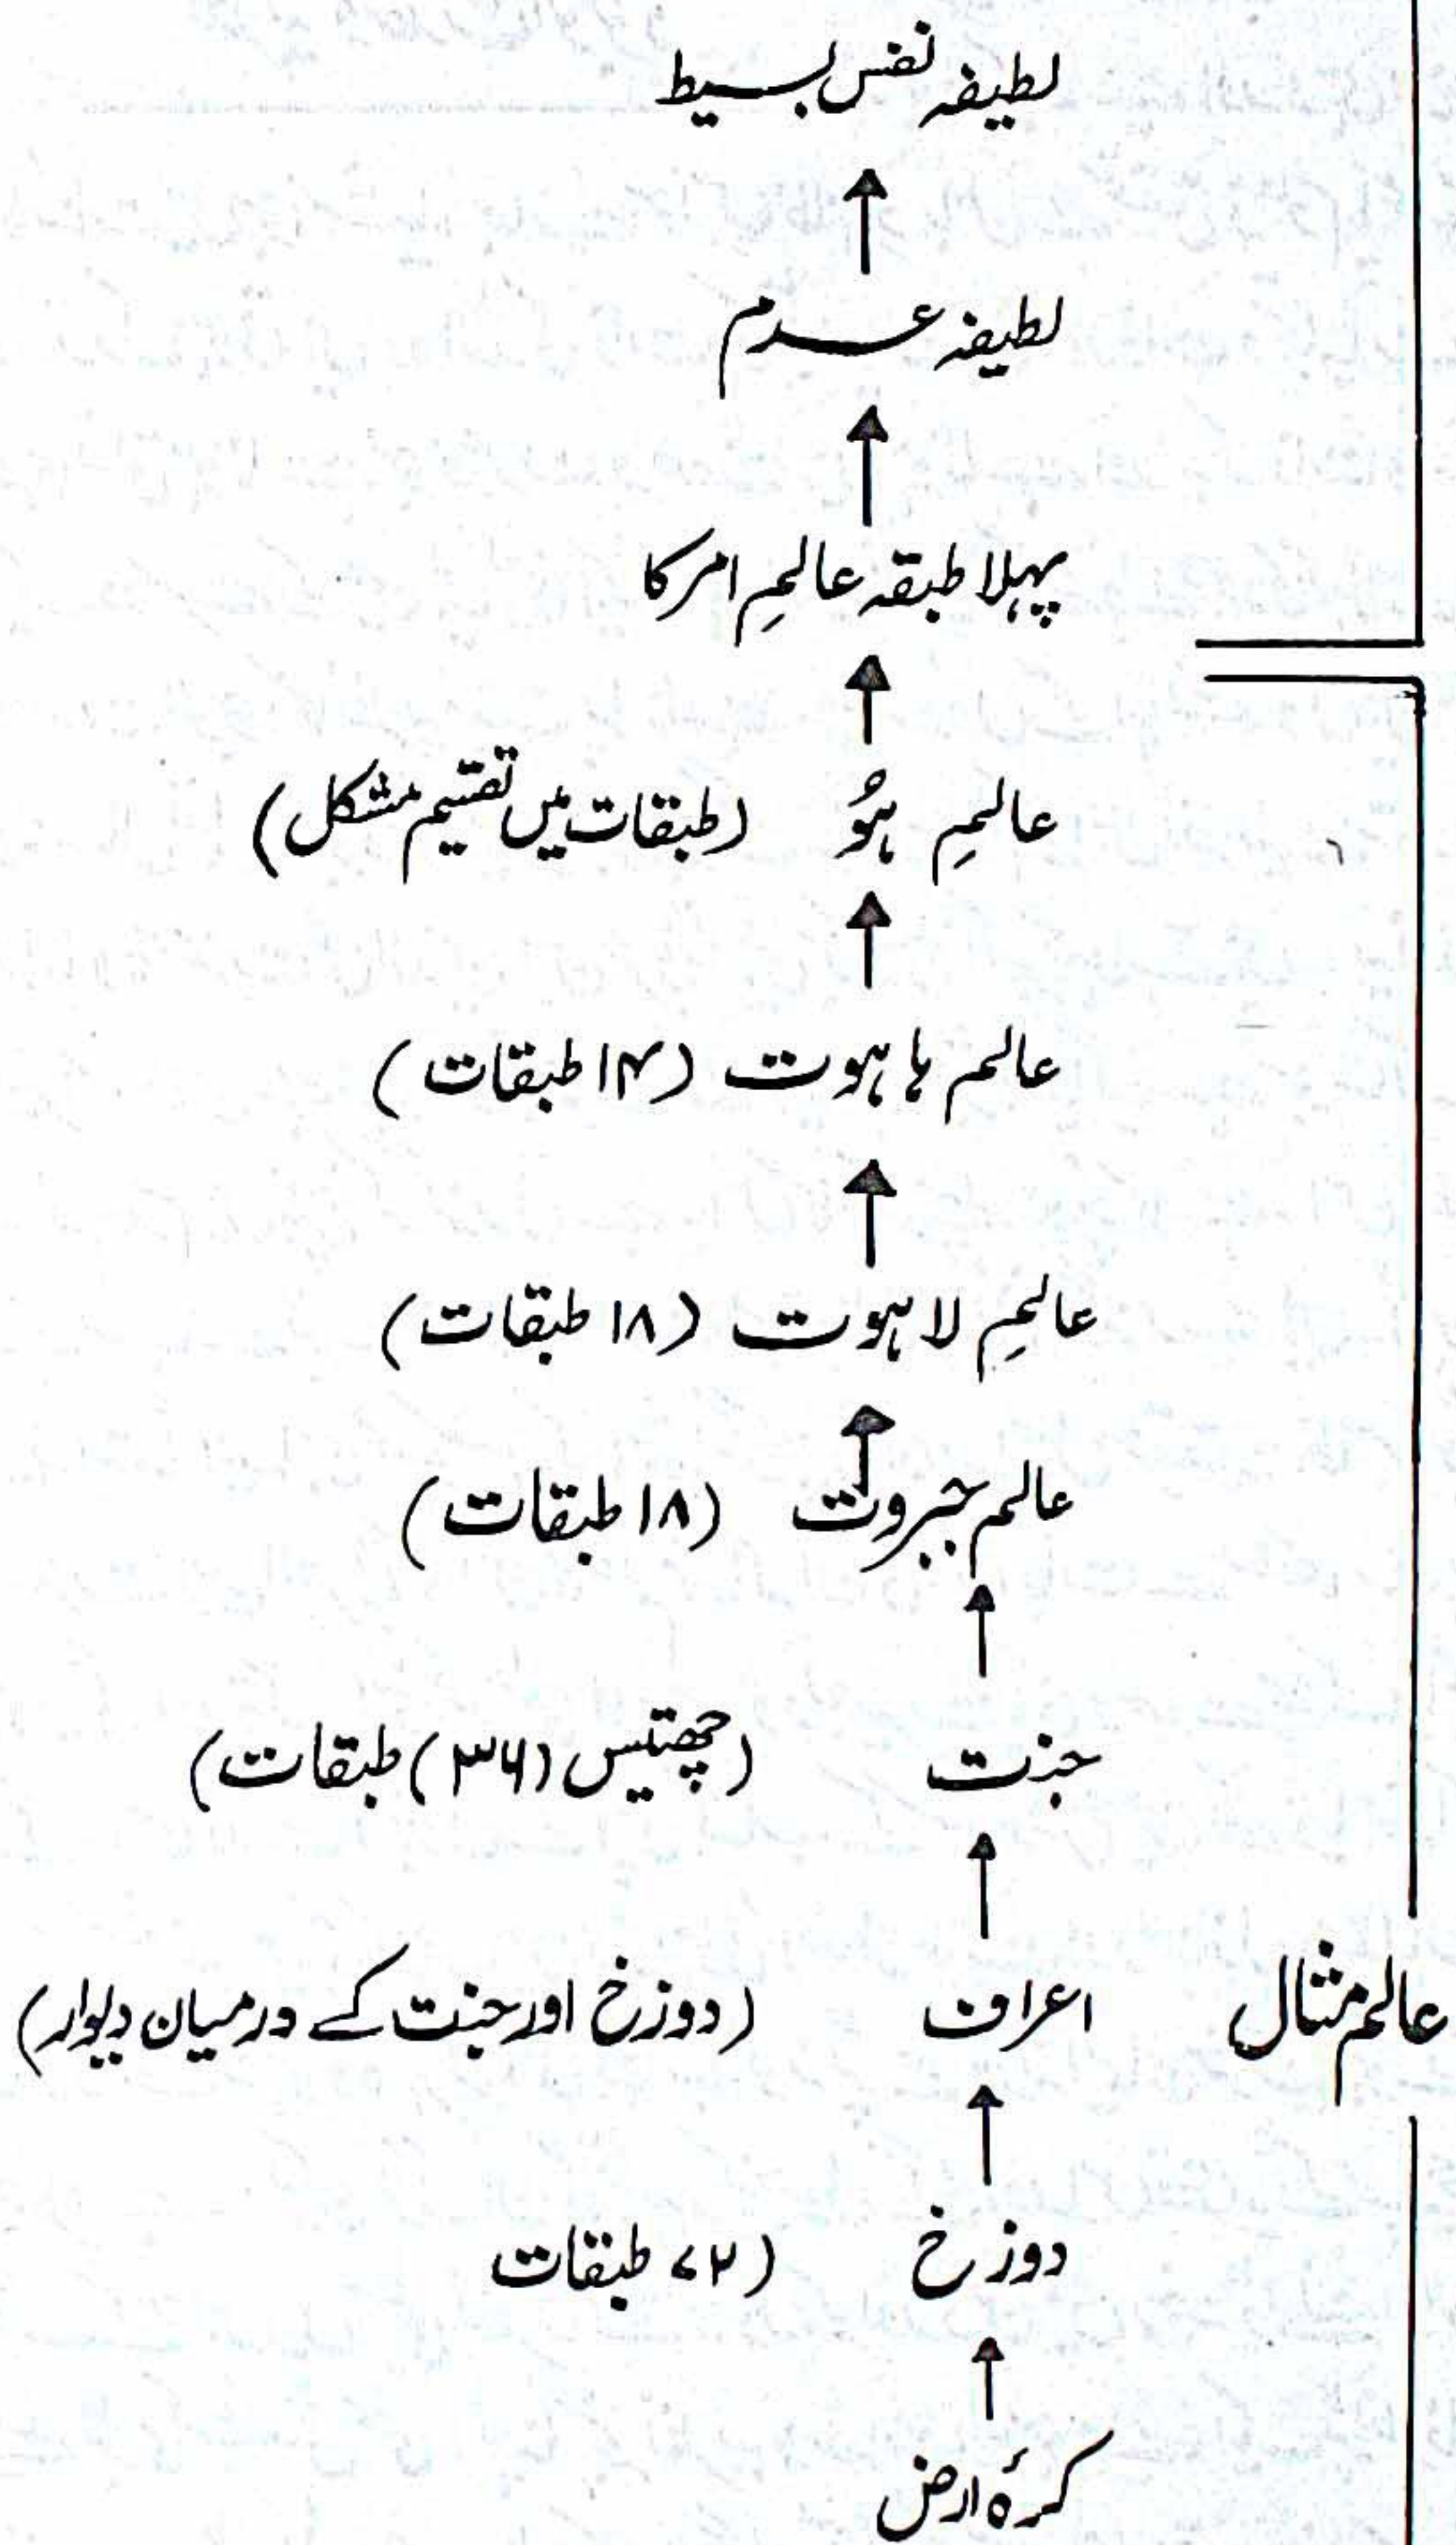 لطیفہ نفس بسیط
لطیفہ عدم
پہلا طبقہ عالمِ امر کا
عالمِ ہُو (طبقات میں تقسیم مشکل)
عالم ہاہوت (۱۴ طبقات)
عالمِ لاہوت (۱۸ طبقات)
عالم جبروت (۱۸ طبقات)
جنت (چھتیس (۳۶) طبقات)
عالم مثال اعراف (دوزخ اور جنت کے درمیان دیوار)
دوزخ (۷۲ طبقات
کرۂ ارض